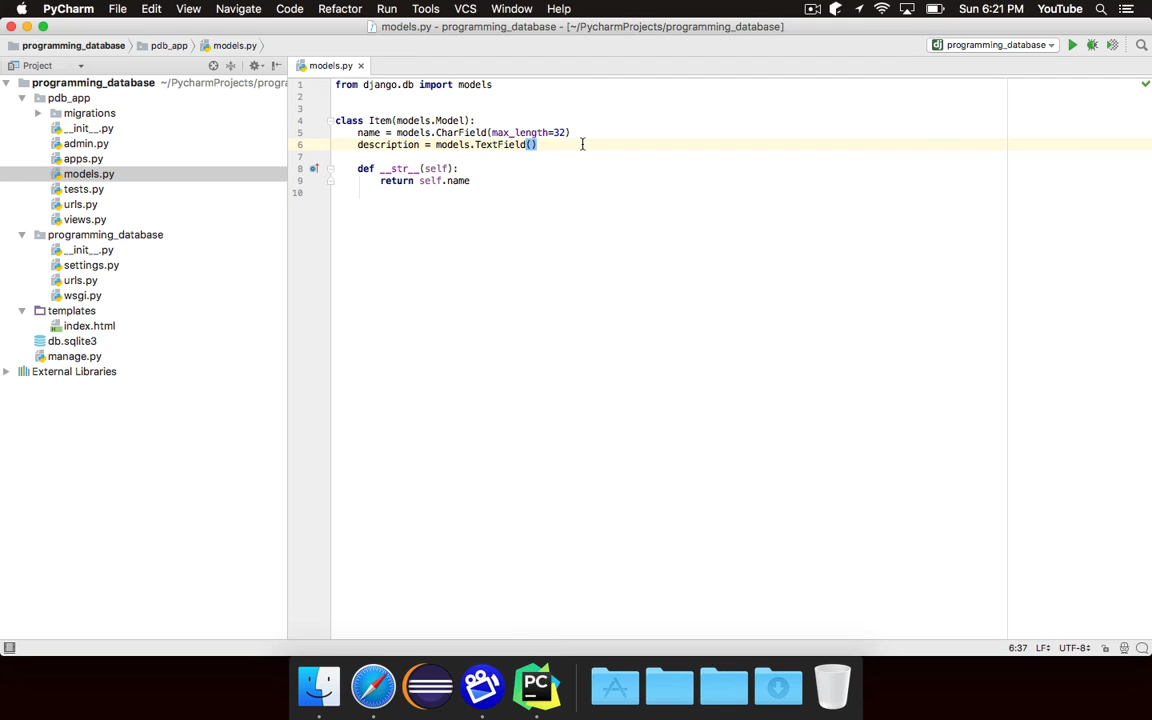 PyCharm File Edit View Navigate Code Refactor Run Tools VCS Window Help Sun 6:21 PM YouTube
models.py - programming_database - [~/PycharmProjects/programming_database]
programming_database pdb_app models.py programming_database
Project models.py
programming_database ~/PycharmProjects/progra
pdb_app
migrations
__init__.py
admin.py
apps.py
models.py
tests.py
urls.py
views.py
programming_database
__init__.py
settings.py
urls.py
wsgi.py
templates
index.html
db.sqlite3
manage.py
External Libraries
1 from django.db import models
2
3
4 class Item(models.Model):
5 name = models.CharField(max_length=32)
6 description = models.TextField()
7
8 def __str__(self):
9 return self.name
10
6:37 LF UTF-8
PC